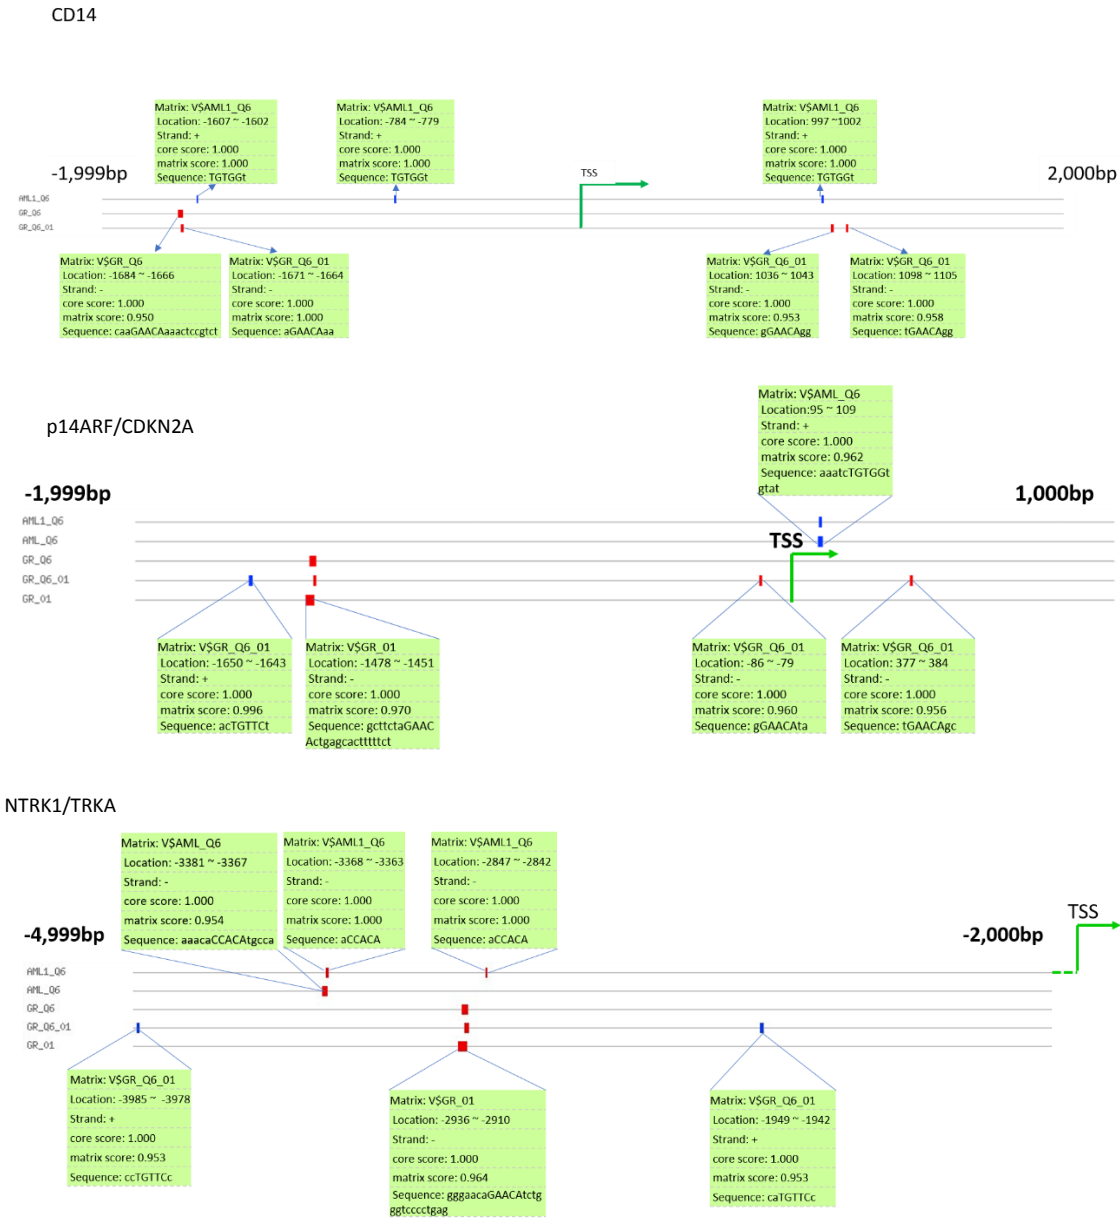 CD14
Matrix: V$AML1_Q6
Location: -1607 ~ -1602
Strand: +
core score: 1.000
matrix score: 1.000
Sequence: TGTGGt
Matrix: V$AML1_Q6
Location: -784 ~ -779
Strand: +
core score: 1.000
matrix score: 1.000
Sequence: TGTGGt
Matrix: V$AML1_Q6
Location: 997 ~1002
Strand: +
core score: 1.000
matrix score: 1.000
Sequence: TGTGGt
-1,999bp
TSS
2,000bp
AML1_Q6
GR_Q6
GR_Q6_01
Matrix: V$GR_Q6
Location: -1684 ~ -1666
Strand: -
core score: 1.000
matrix score: 0.950
Sequence: caaGAACAaaactccgtct
Matrix: V$GR_Q6_01
Location: -1671 ~ -1664
Strand: -
core score: 1.000
matrix score: 1.000
Sequence: aGAACAaa
Matrix: V$GR_Q6_01
Location: 1036 ~ 1043
Strand: -
core score: 1.000
matrix score: 0.953
Sequence: gGAACAgg
Matrix: V$GR_Q6_01
Location: 1098 ~ 1105
Strand: -
core score: 1.000
matrix score: 0.958
Sequence: tGAACAgg
p14ARF/CDKN2A
Matrix: V$AML_Q6
Location:95 ~ 109
Strand: +
core score: 1.000
matrix score: 0.962
Sequence: aaatcTGTGGt
gtat
-1,999bp
1,000bp
AML1_Q6
AML_Q6
GR_Q6
GR_Q6_01
GR_01
TSS
Matrix: V$GR_Q6_01
Location: -1650 ~ -1643
Strand: +
core score: 1.000
matrix score: 0.996
Sequence: acTGTTCt
Matrix: V$GR_01
Location: -1478 ~ -1451
Strand: -
core score: 1.000
matrix score: 0.970
Sequence: gcttctaGAAC
Actgagcactttttct
Matrix: V$GR_Q6_01
Location: -86 ~ -79
Strand: -
core score: 1.000
matrix score: 0.960
Sequence: gGAACAta
Matrix: V$GR_Q6_01
Location: 377 ~ 384
Strand: -
core score: 1.000
matrix score: 0.956
Sequence: tGAACAgc
NTRK1/TRKA
Matrix: V$AML_Q6
Location: -3381 ~ -3367
Strand: -
core score: 1.000
matrix score: 0.954
Sequence: aaacaCCACAtgcca
Matrix: V$AML1_Q6
Location: -3368 ~ -3363
Strand: -
core score: 1.000
matrix score: 1.000
Sequence: aCCACA
Matrix: V$AML1_Q6
Location: -2847 ~ -2842
Strand: -
core score: 1.000
matrix score: 1.000
Sequence: aCCACA
-4,999bp
-2,000bp
TSS
AML1_Q6
AML_Q6
GR_Q6
GR_Q6_01
GR_01
Matrix: V$GR_Q6_01
Location: -3985 ~ -3978
Strand: +
core score: 1.000
matrix score: 0.953
Sequence: ccTGTTCc
Matrix: V$GR_01
Location: -2936 ~ -2910
Strand: -
core score: 1.000
matrix score: 0.964
Sequence: gggaacaGAACAtctg
ggtcccctgag
Matrix: V$GR_Q6_01
Location: -1949 ~ -1942
Strand: +
core score: 1.000
matrix score: 0.953
Sequence: caTGTTCc